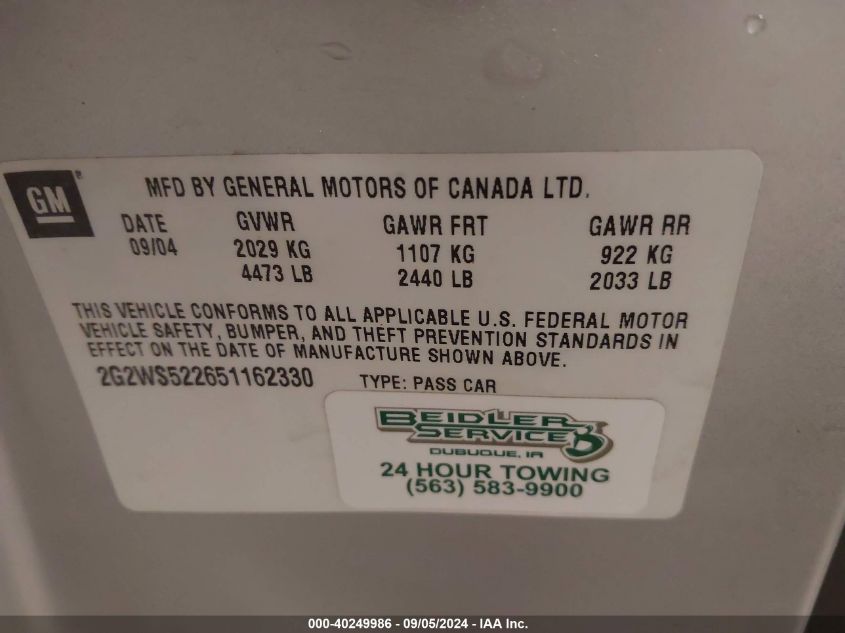 GM®
MFD BY GENERAL MOTORS OF CANADA LTD.
DATE GVWR GAWR FRT GAWR RR
09/04 2029 KG 1107 KG 922 KG
4473 LB 2440 LB 2033 LB
THIS VEHICLE CONFORMS TO ALL APPLICABLE U.S. FEDERAL MOTOR
VEHICLE SAFETY, BUMPER, AND THEFT PREVENTION STANDARDS IN
EFFECT ON THE DATE OF MANUFACTURE SHOWN ABOVE.
2G2WS522651162330 TYPE: PASS CAR
BEIDLER
SERVICE
DUBUQUE, IA
24 HOUR TOWING
(563) 583-9900
000-40249986 - 09/05/2024 - IAA Inc.